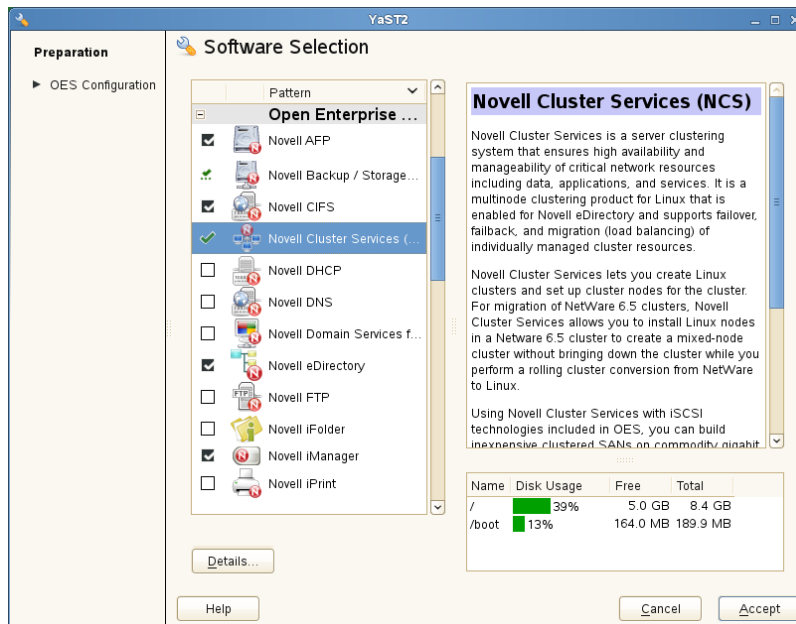 YaST2
Preparation
OES Configuration
Software Selection
Pattern
Open Enterprise ...
Novell AFP
Novell Backup / Storage...
Novell CIFS
Novell Cluster Services (...
Novell DHCP
Novell DNS
Novell Domain Services f...
Novell eDirectory
Novell FTP
Novell iFolder
Novell iManager
Novell iPrint
Details...
Novell Cluster Services (NCS)
Novell Cluster Services is a server clustering
system that ensures high availability and
manageability of critical network resources
including data, applications, and services. It is a
multinode clustering product for Linux that is
enabled for Novell eDirectory and supports failover,
failback, and migration (load balancing) of
individually managed cluster resources.
Novell Cluster Services lets you create Linux
clusters and set up cluster nodes for the cluster.
For migration of NetWare 6.5 clusters, Novell
Cluster Services allows you to install Linux nodes
in a Netware 6.5 cluster to create a mixed-node
cluster without bringing down the cluster while you
perform a rolling cluster conversion from NetWare
to Linux.
Using Novell Cluster Services with iSCSI
technologies included in OES, you can build
inexpensive clustered SANs on commodity gigabit
Name Disk Usage Free Total
/ 39% 5.0 GB 8.4 GB
/boot 13% 164.0 MB 189.9 MB
Help
Cancel
Accept